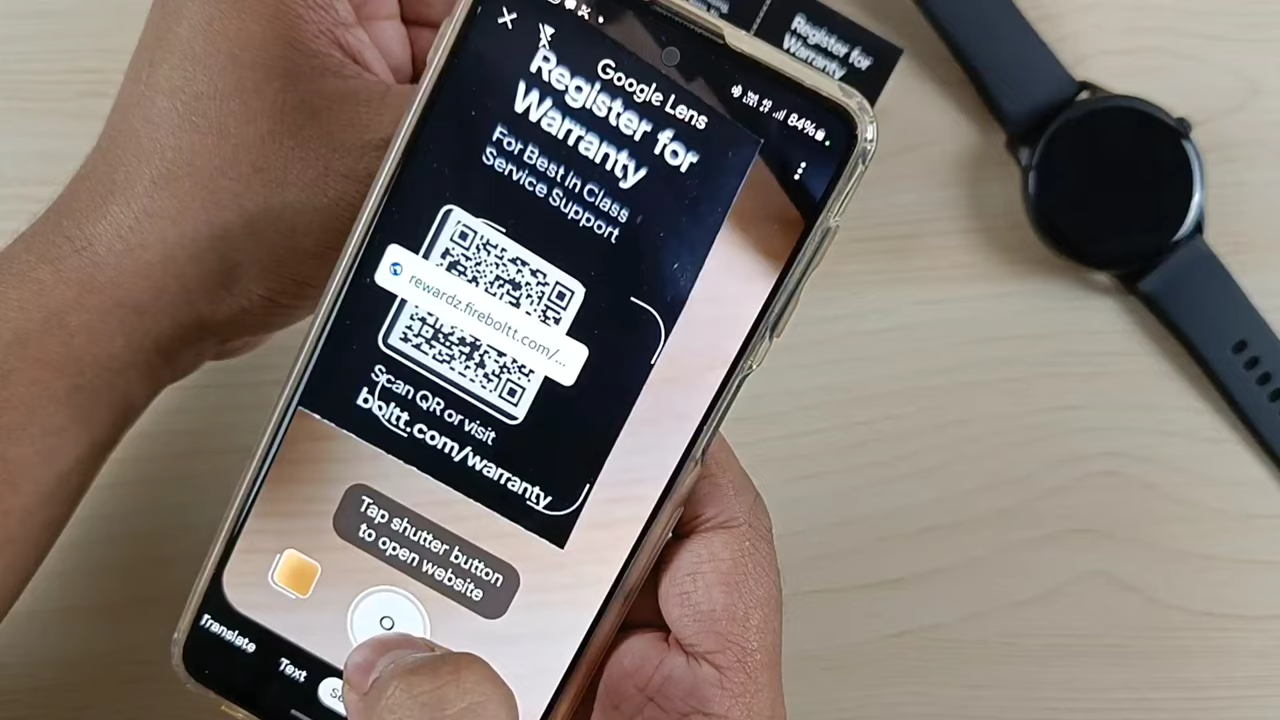 Register for
Warranty
Google Lens
84%
Register for
Warranty
For Best In Class
Service Support
rewardz.fireboltt.com/...
Scan QR or visit
boltt.com/warranty
Tap shutter button
to open website
Translate
Text